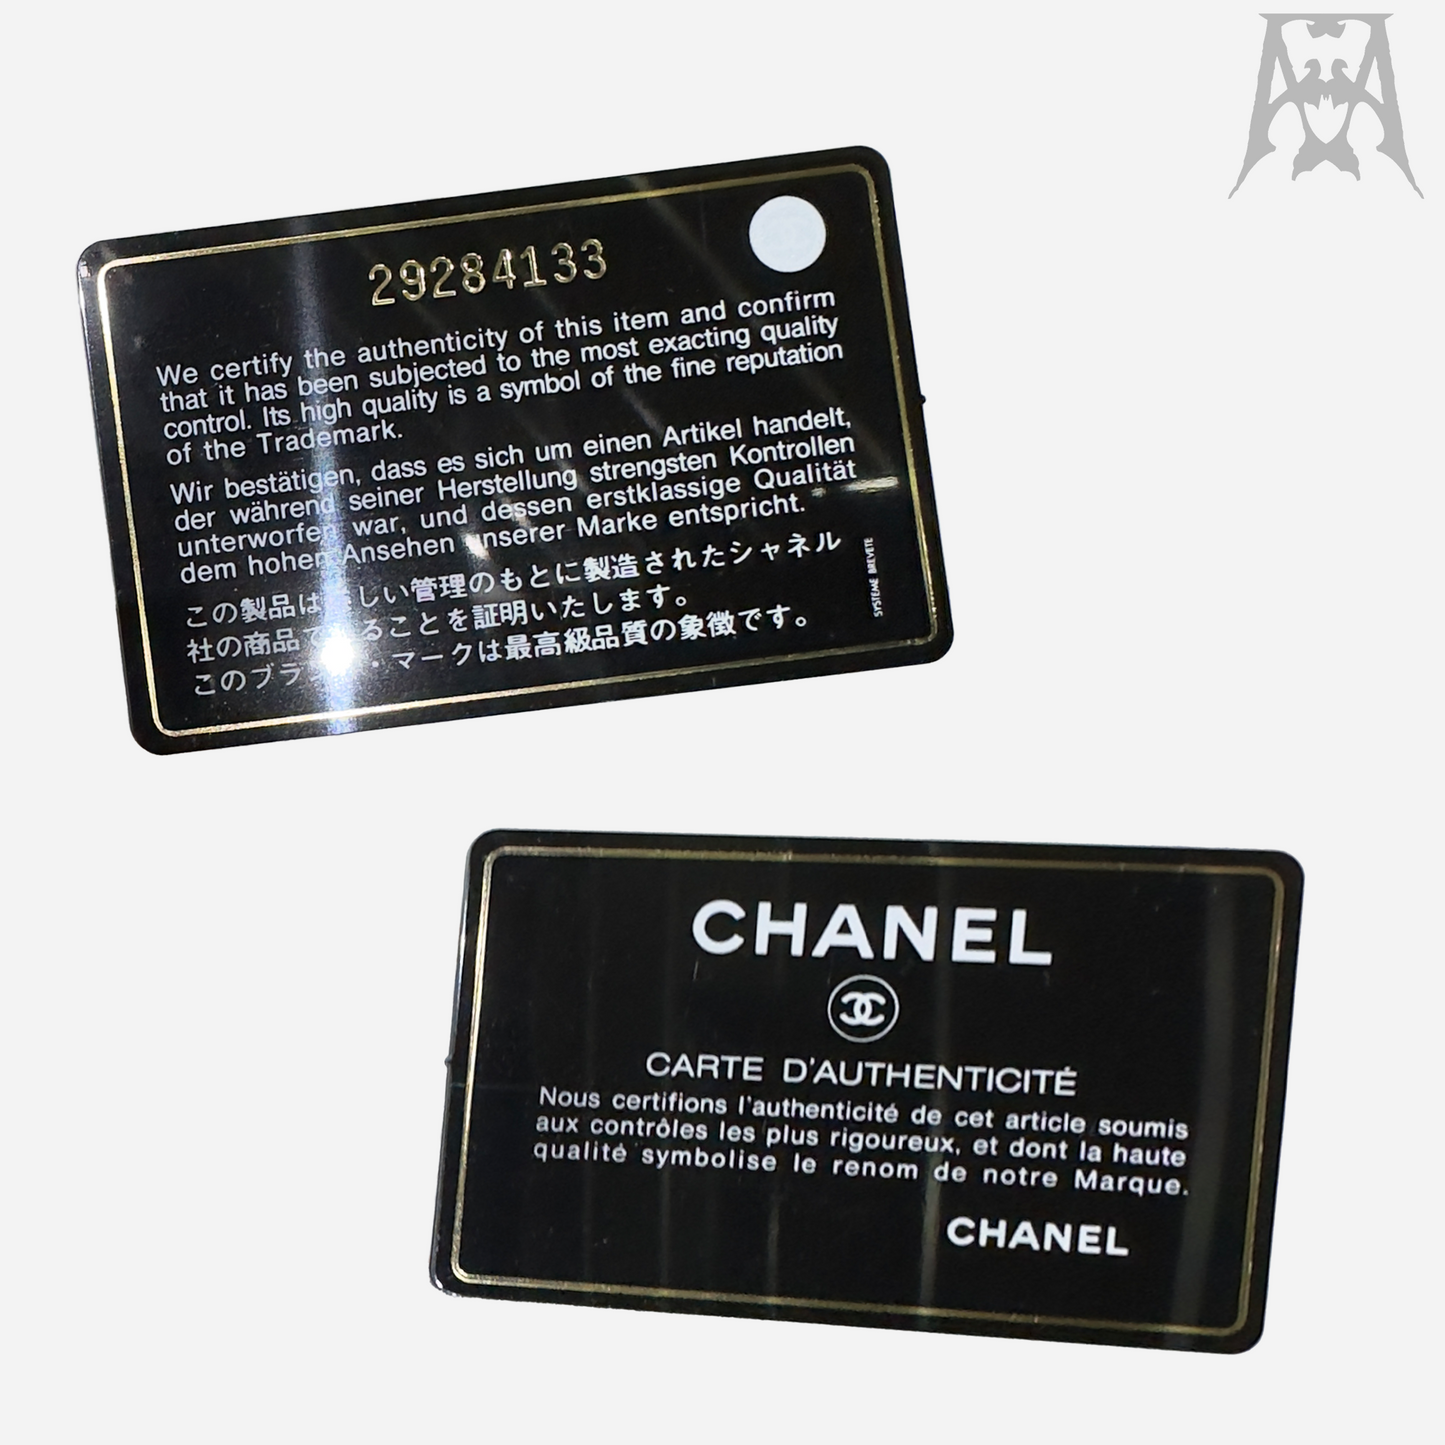 29284133
We certify the authenticity of this item and confirm
that it has been subjected to the most exacting quality
control. Its high quality is a symbol of the fine reputation
of the Trademark.
Wir bestätigen, dass es sich um einen Artikel handelt,
der während seiner Herstellung strengsten Kontrollen
unterworfen war, und dessen erstklassige Qualität
dem hohen Ansehen unserer Marke entspricht.
この製品は しい管理のもとに製造されたシャネル
社の商品で ることを証明いたします。
このブラ ・マークは最高級品質の象徴です。
SYSTEME BREVETE
CHANEL
CARTE D'AUTHENTICITÉ
Nous certifions l'authenticité de cet article soumis
aux contrôles les plus rigoureux, et dont la haute
qualité symbolise le renom de notre Marque.
CHANEL